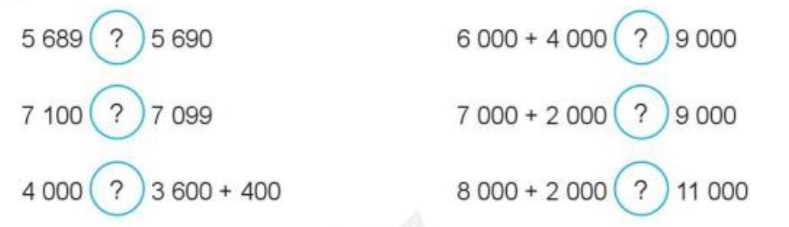 5 689 ? 5 690
6 000 + 4 000 ? 9 000
7 100 ? 7 099
7 000 + 2 000 ? 9 000
4 000 ? 3 600 + 400
8 000 + 2 000 ? 11 000